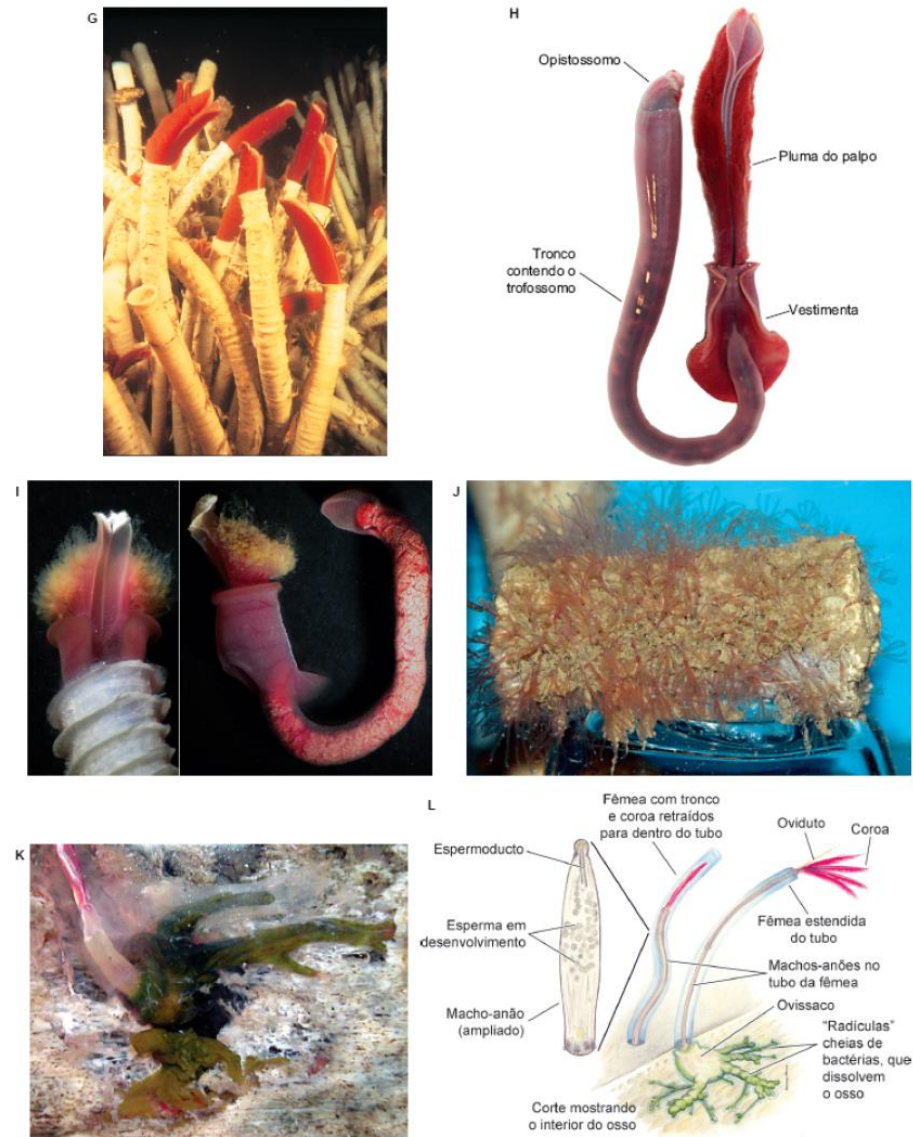 G
H
Opistossomo
Pluma do palpo
Tronco
contendo o
trofossomo
Vestimenta
I
J
K
L
Fêmea com tronco
e coroa retraídos
para dentro do tubo
Oviduto
Coroa
Espermoducto
Esperma em
desenvolvimento
Fêmea estendida
do tubo
Machos-anões no
tubo da fêmea
Macho-anão
(ampliado)
Ovissaco
"Radículas"
cheias de
bactérias, que
dissolvem
o osso
Corte mostrando
o interior do osso